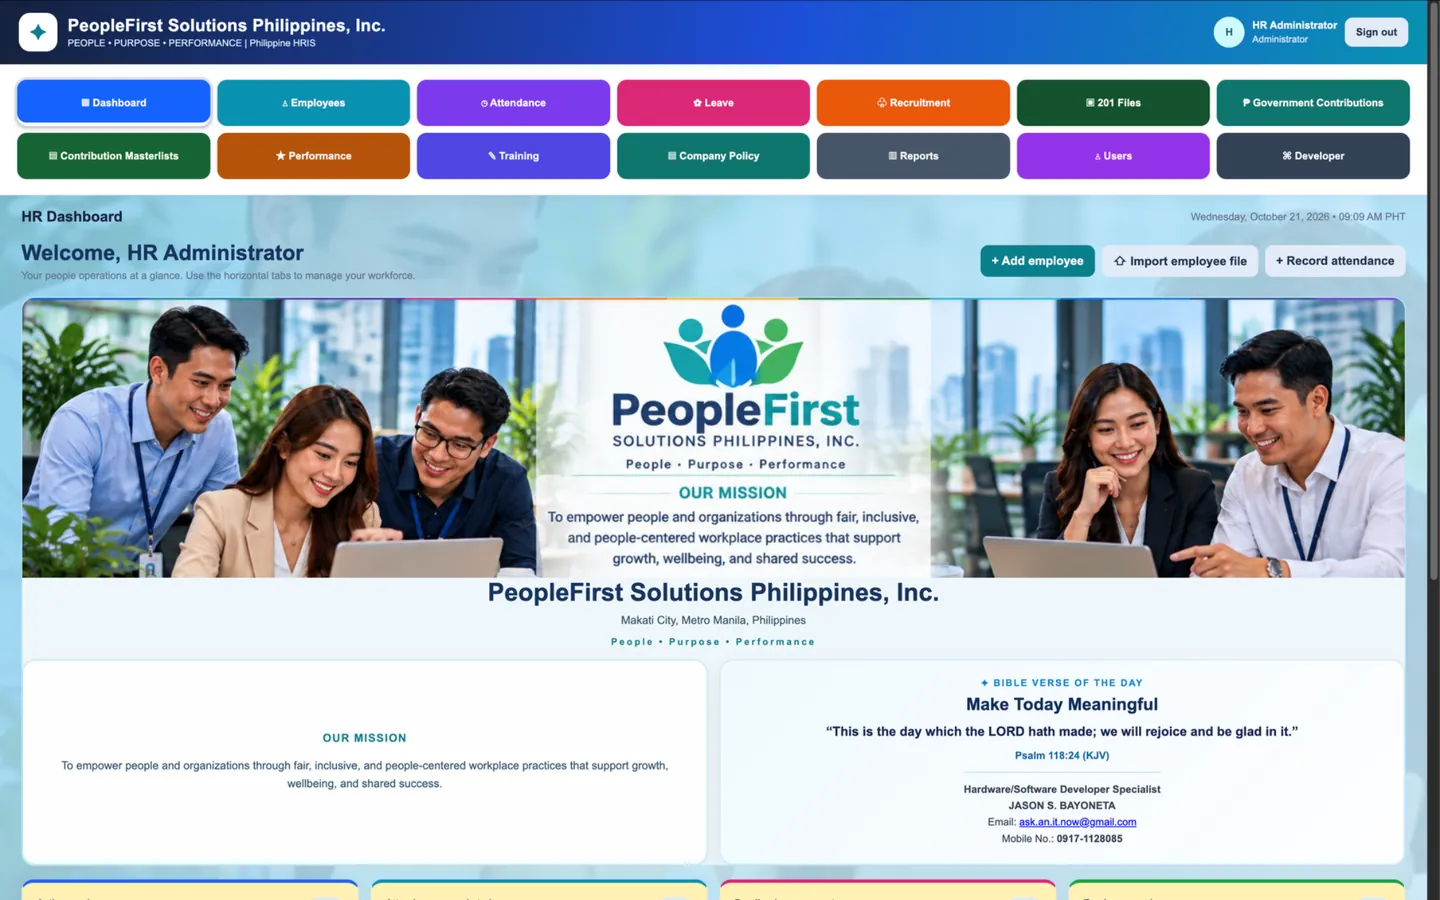 PeopleFirst Solutions Philippines, Inc.
PEOPLE • PURPOSE • PERFORMANCE | Philippine HRIS
H
HR Administrator
Administrator
Sign out
Dashboard
Employees
Attendance
Leave
Recruitment
201 Files
₱ Government Contributions
Contribution Masterlists
★ Performance
✎ Training
Company Policy
Reports
Users
⌘ Developer
HR Dashboard
Wednesday, October 21, 2026 • 09:09 AM PHT
Welcome, HR Administrator
Your people operations at a glance. Use the horizontal tabs to manage your workforce.
+ Add employee
Import employee file
+ Record attendance
PeopleFirst
SOLUTIONS PHILIPPINES, INC.
People · Purpose · Performance
OUR MISSION
To empower people and organizations through fair, inclusive,
and people-centered workplace practices that support
growth, wellbeing, and shared success.
PeopleFirst Solutions Philippines, Inc.
Makati City, Metro Manila, Philippines
People • Purpose • Performance
OUR MISSION
To empower people and organizations through fair, inclusive, and people-centered workplace practices that support growth,
wellbeing, and shared success.
✦ BIBLE VERSE OF THE DAY
Make Today Meaningful
“This is the day which the LORD hath made; we will rejoice and be glad in it.”
Psalm 118:24 (KJV)
Hardware/Software Developer Specialist
JASON S. BAYONETA
Email: ask.an.it.now@gmail.com
Mobile No.: 0917-1128085